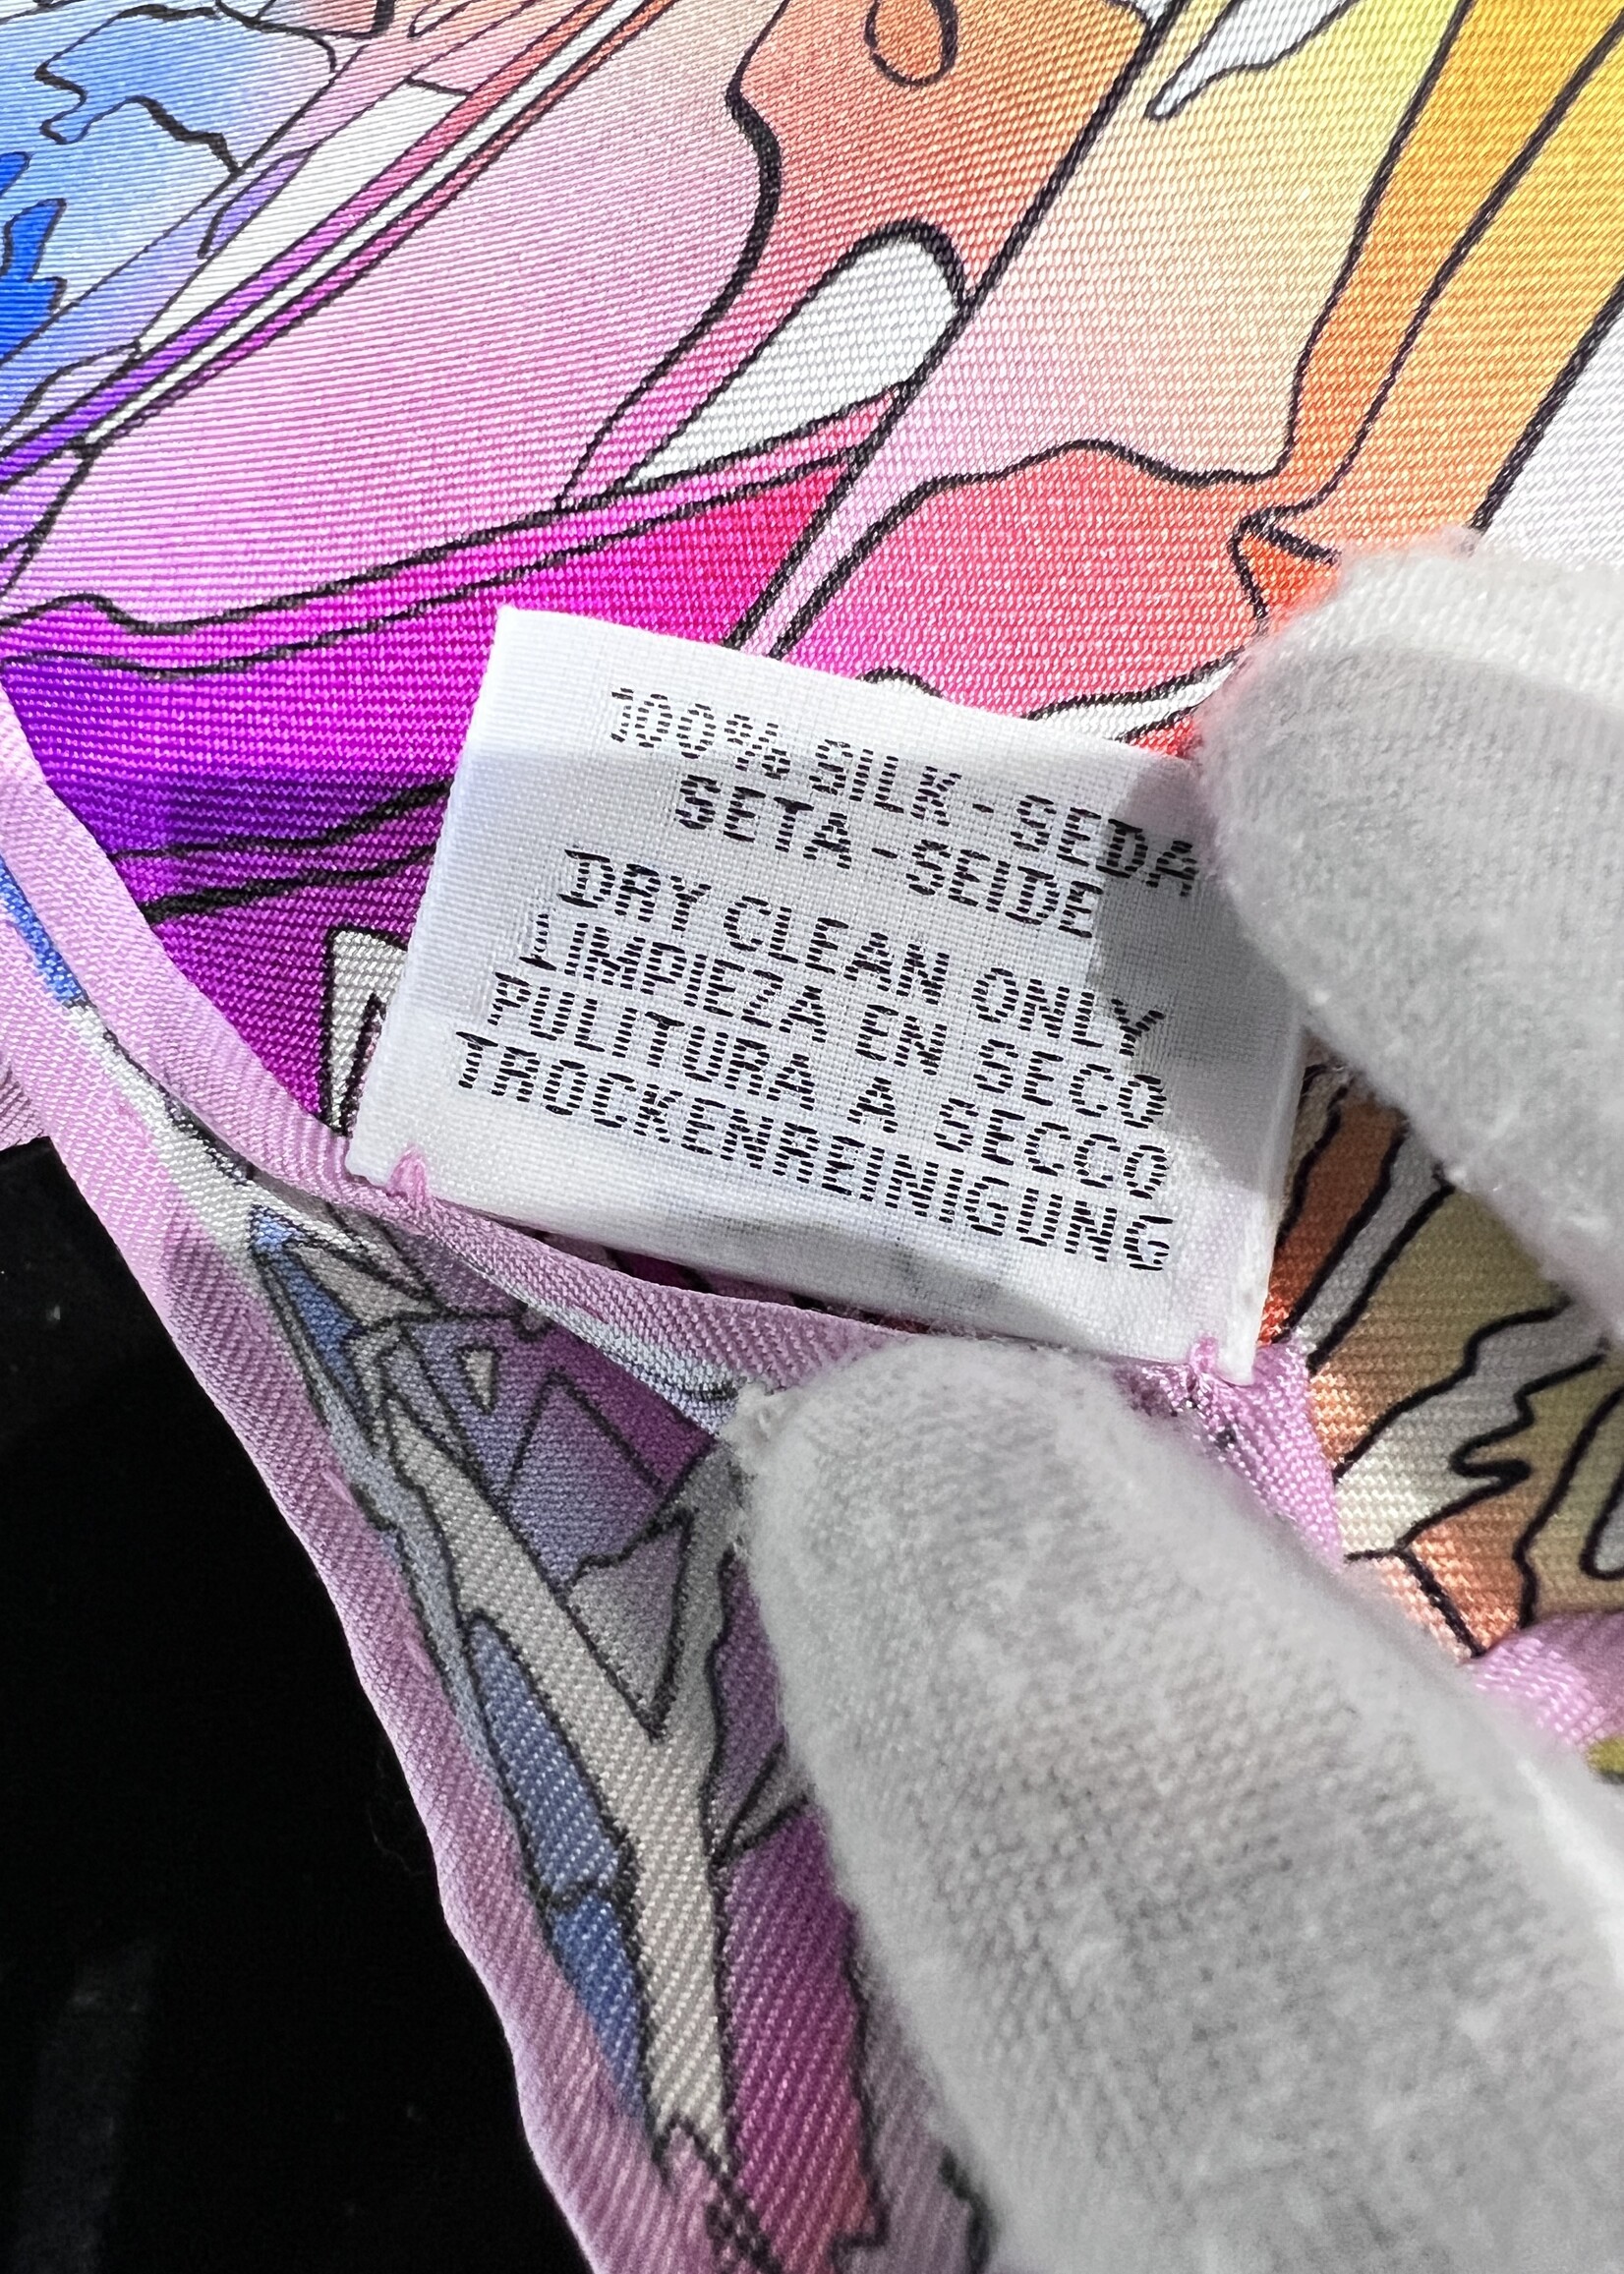 100% SILK - SEDA
SETA - SEIDE
DRY CLEAN ONLY
LIMPIEZA EN SECO
PULITURA A SECCO
TROCKENREINIGUNG